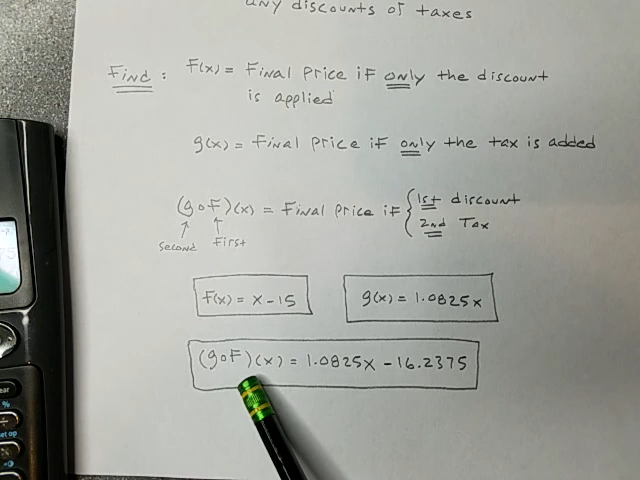 any discounts of taxes
Find: F(x) = Final Price if only the discount
is applied
g(x) = Final Price if only the tax is added
(g∘F)(x) = Final Price if { 1st discount
2nd Tax
second First
F(x) = x - 15
g(x) = 1.0825x
(g∘F)(x) = 1.0825x - 16.2375